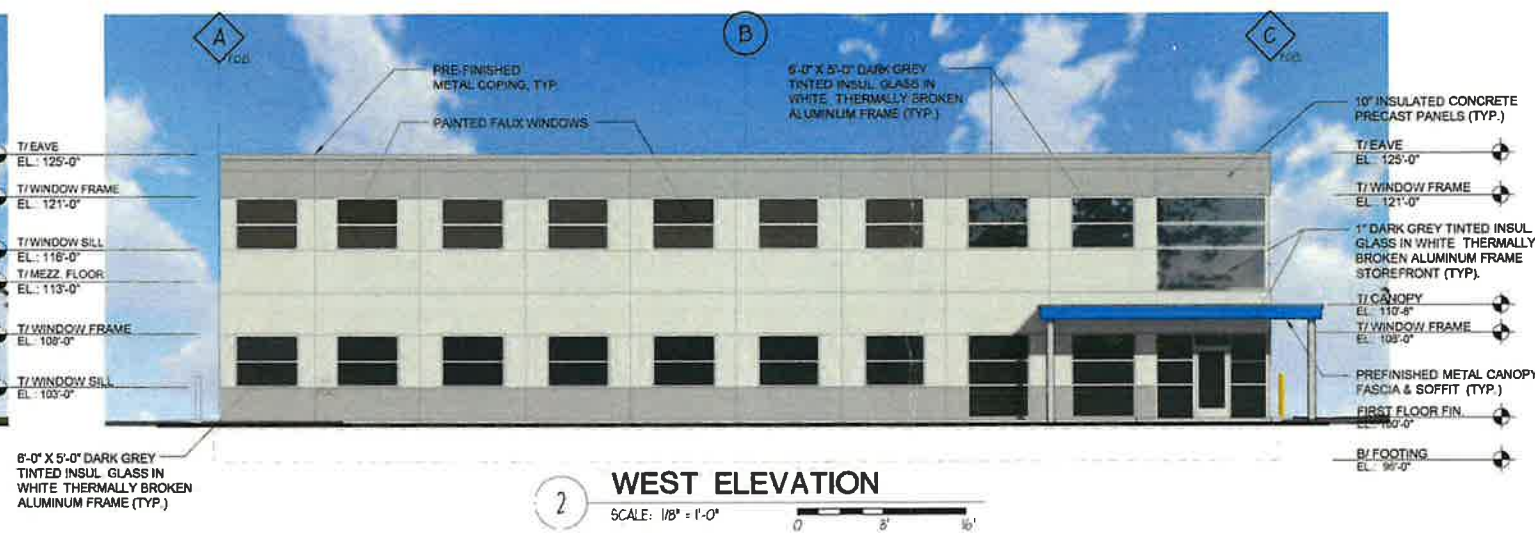 A
F.O.B.
B
C
F.O.B.
PRE-FINISHED
METAL COPING, TYP.
PAINTED FAUX WINDOWS
6'-0" X 5'-0" DARK GREY
TINTED INSUL GLASS IN
WHITE THERMALLY BROKEN
ALUMINUM FRAME (TYP.)
10" INSULATED CONCRETE
PRECAST PANELS (TYP.)
T/ EAVE
EL.: 125'-0"
T/ WINDOW FRAME
EL.: 121'-0"
T/ WINDOW SILL
EL.: 116'-0"
T/ MEZZ. FLOOR
EL.: 113'-0"
T/ WINDOW FRAME
EL.: 108'-0"
T/ WINDOW SILL
EL.: 103'-0"
T/ EAVE
EL.: 125'-0"
T/ WINDOW FRAME
EL.: 121'-0"
1" DARK GREY TINTED INSUL
GLASS IN WHITE THERMALLY
BROKEN ALUMINUM FRAME
STOREFRONT (TYP).
T/ CANOPY
EL.: 110'-8"
T/ WINDOW FRAME
EL.: 108'-0"
PREFINISHED METAL CANOPY
FASCIA & SOFFIT (TYP.)
FIRST FLOOR FIN.
EL.: 100'-0"
B/ FOOTING
EL.: 96'-0"
6'-0" X 5'-0" DARK GREY
TINTED INSUL GLASS IN
WHITE THERMALLY BROKEN
ALUMINUM FRAME (TYP.)
2
WEST ELEVATION
SCALE: 1/8" = 1'-0"
0 8' 16'